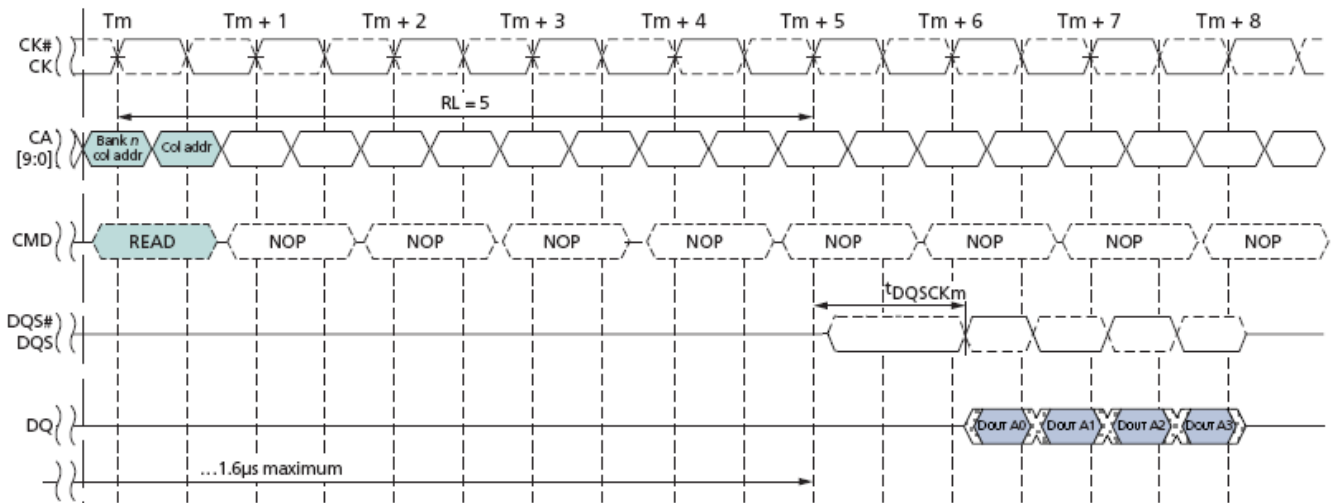 Tm Tm + 1 Tm + 2 Tm + 3 Tm + 4 Tm + 5 Tm + 6 Tm + 7 Tm + 8
CK#
CK
RL = 5
CA
[9:0]
Bank n
col addr
Col addr
CMD READ NOP NOP NOP NOP NOP NOP NOP NOP
tDQSCKm
DQS#
DQS
DQ DOUT A0 DOUT A1 DOUT A2 DOUT A3
...1.6μs maximum